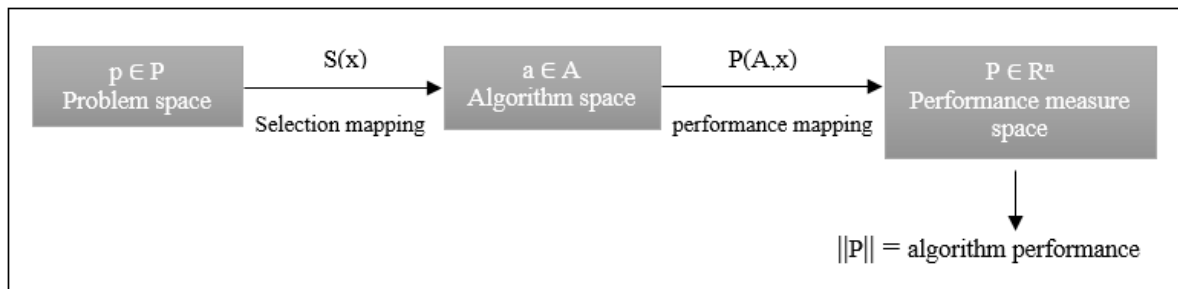 p ∈ P
Problem space
S(x)
Selection mapping
a ∈ A
Algorithm space
P(A,x)
performance mapping
P ∈ Rⁿ
Performance measure
space
||P|| = algorithm performance